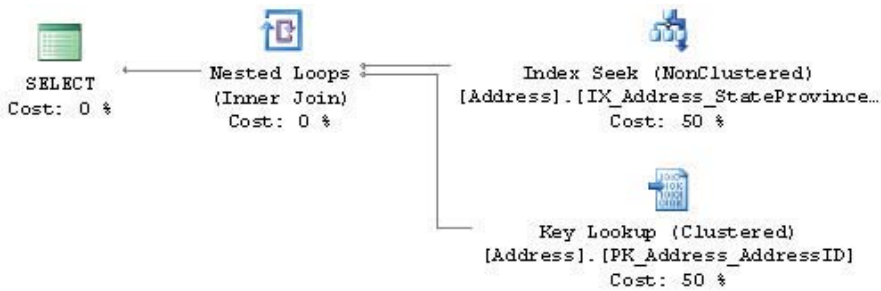 SELECT
Cost: 0 %
Nested Loops
(Inner Join)
Cost: 0 %
Index Seek (NonClustered)
[Address].[IX_Address_StateProvince…
Cost: 50 %
Key Lookup (Clustered)
[Address].[PK_Address_AddressID]
Cost: 50 %